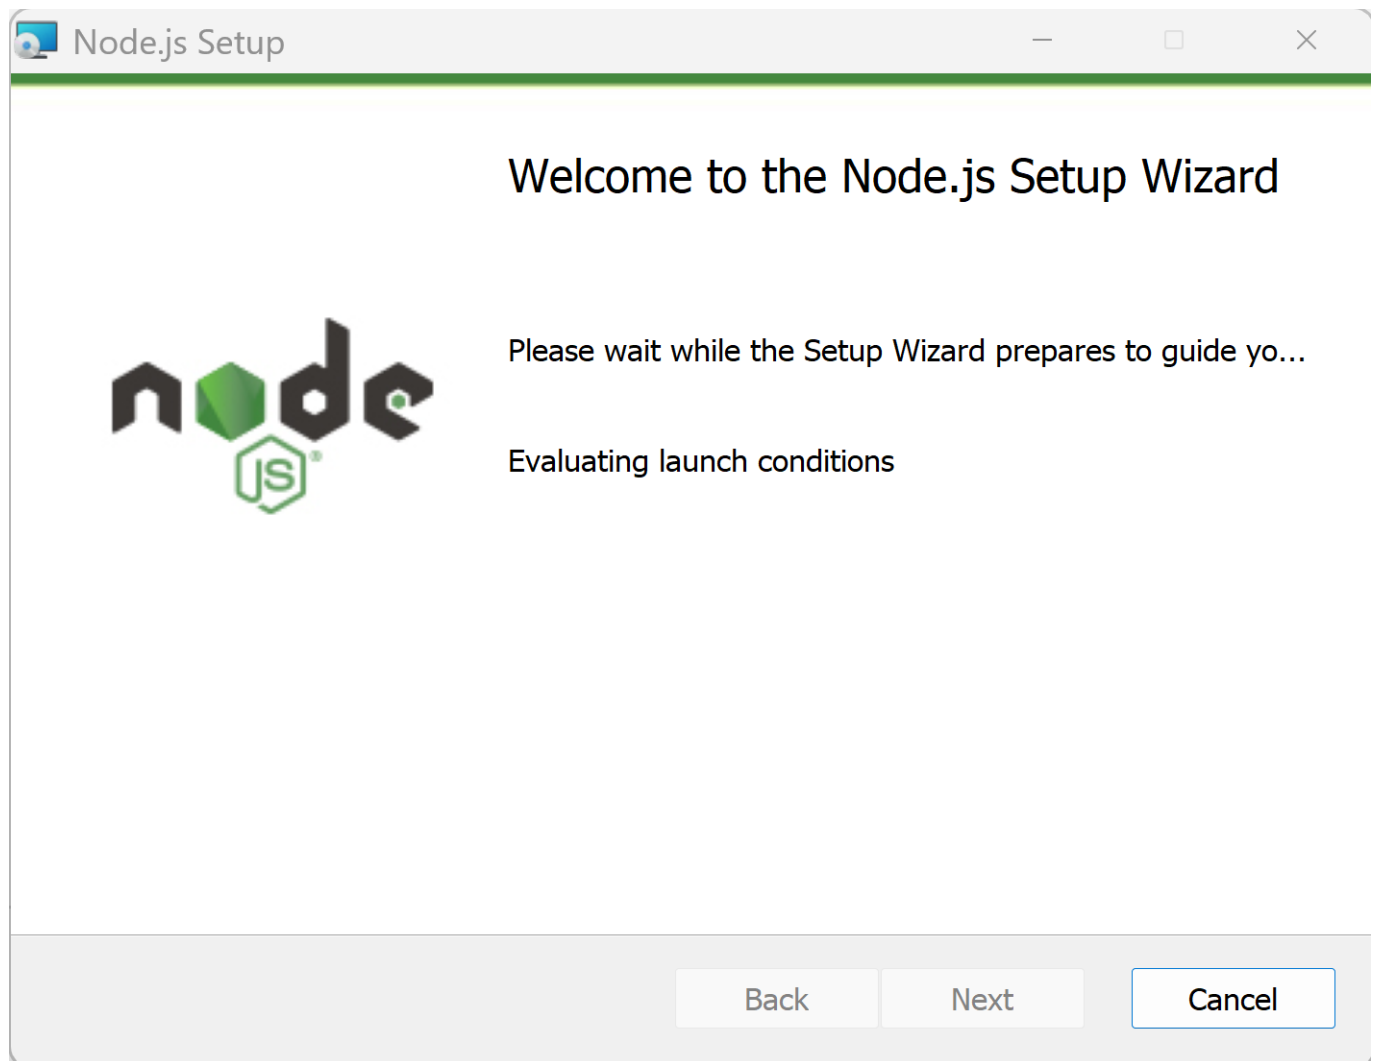 Node.js Setup
Welcome to the Node.js Setup Wizard
Please wait while the Setup Wizard prepares to guide yo...
node
JS®
Evaluating launch conditions
Back
Next
Cancel